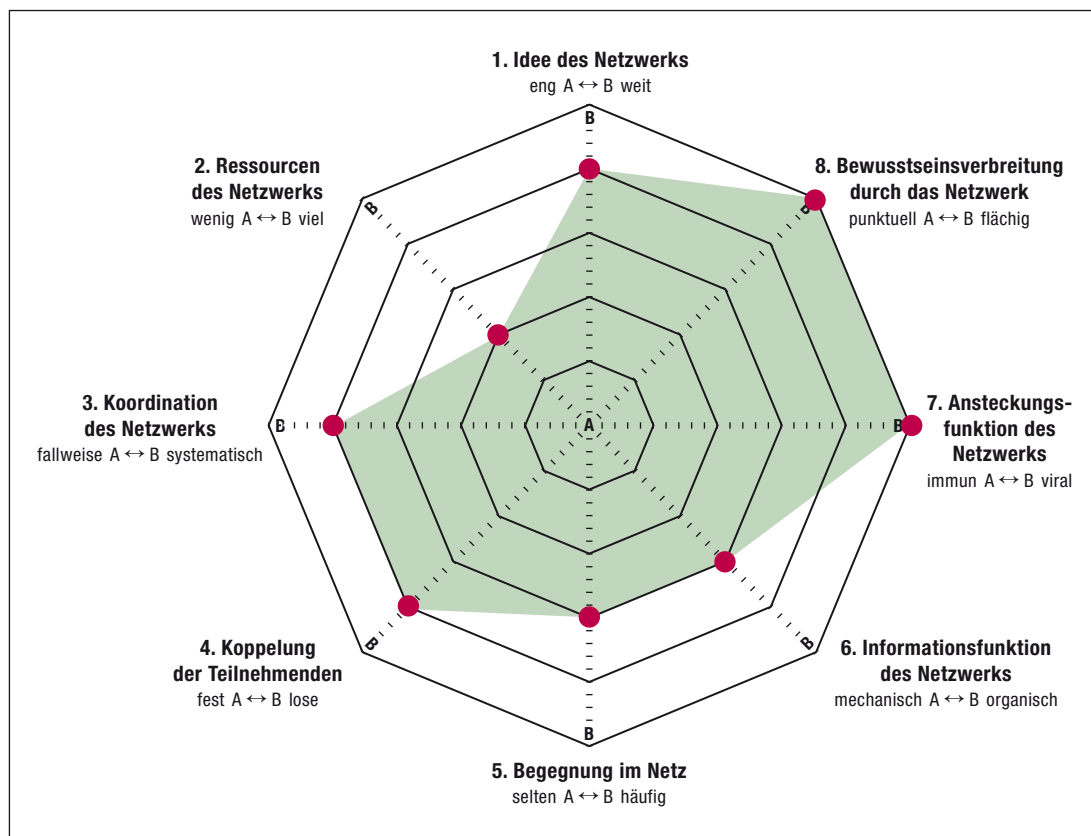 1. Idee des Netzwerks
eng A ↔ B weit
B
2. Ressourcen
des Netzwerks
wenig A ↔ B viel
B
8. Bewusstseinsverbreitung
durch das Netzwerk
punktuell A ↔ B flächig
B
3. Koordination
des Netzwerks
fallweise A ↔ B systematisch
B
A
B
7. Ansteckungs-
funktion des
Netzwerks
immun A ↔ B viral
4. Koppelung
der Teilnehmenden
fest A ↔ B lose
B
B
6. Informationsfunktion
des Netzwerks
mechanisch A ↔ B organisch
B
5. Begegnung im Netz
selten A ↔ B häufig